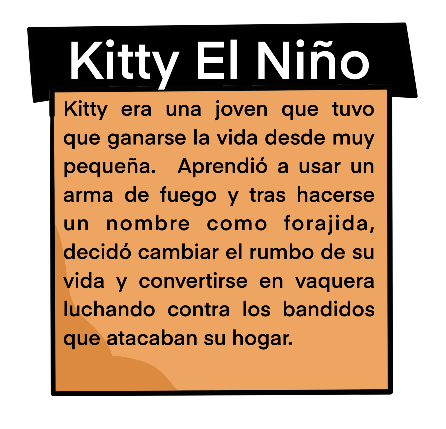 Kitty El Niño
Kitty era una joven que tuvo
que ganarse la vida desde muy
pequeña. Aprendió a usar un
arma de fuego y tras hacerse
un nombre como forajida,
decidó cambiar el rumbo de su
vida y convertirse en vaquera
luchando contra los bandidos
que atacaban su hogar.